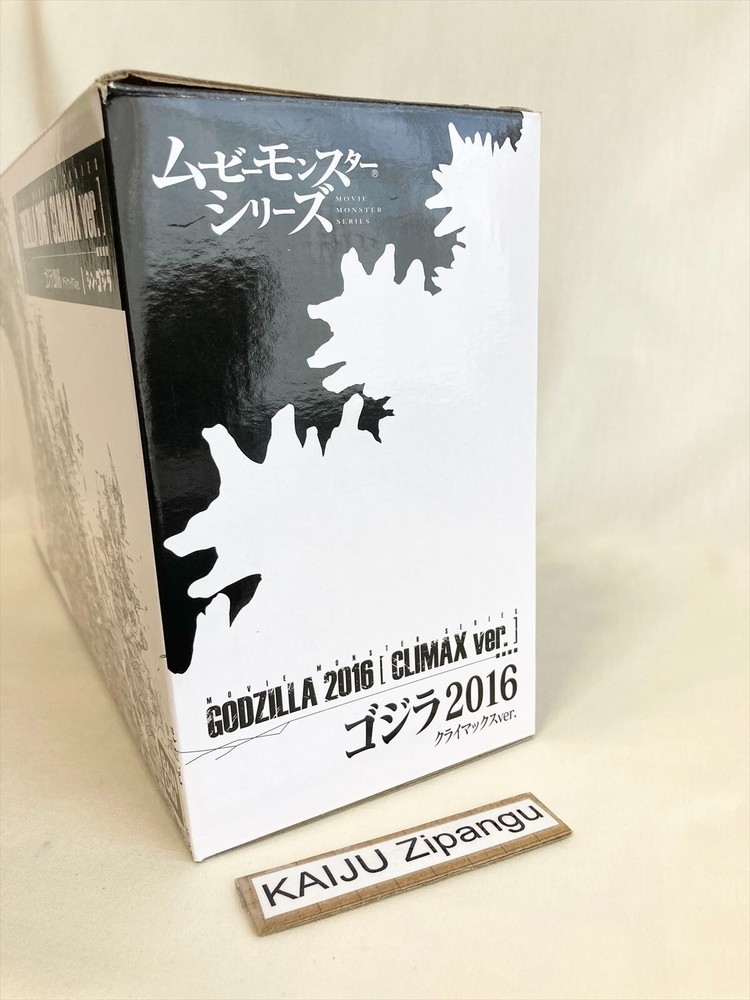 ムービーモンスター®
シリーズ
MOVIE
MONSTER
SERIES
CLIMAX ver. ]
MOVIE MONSTER SERIES
GODZILLA 2016 [ CLIMAX ver. ]
ゴジラ2016
クライマックスver.
KAIJU Zipangu